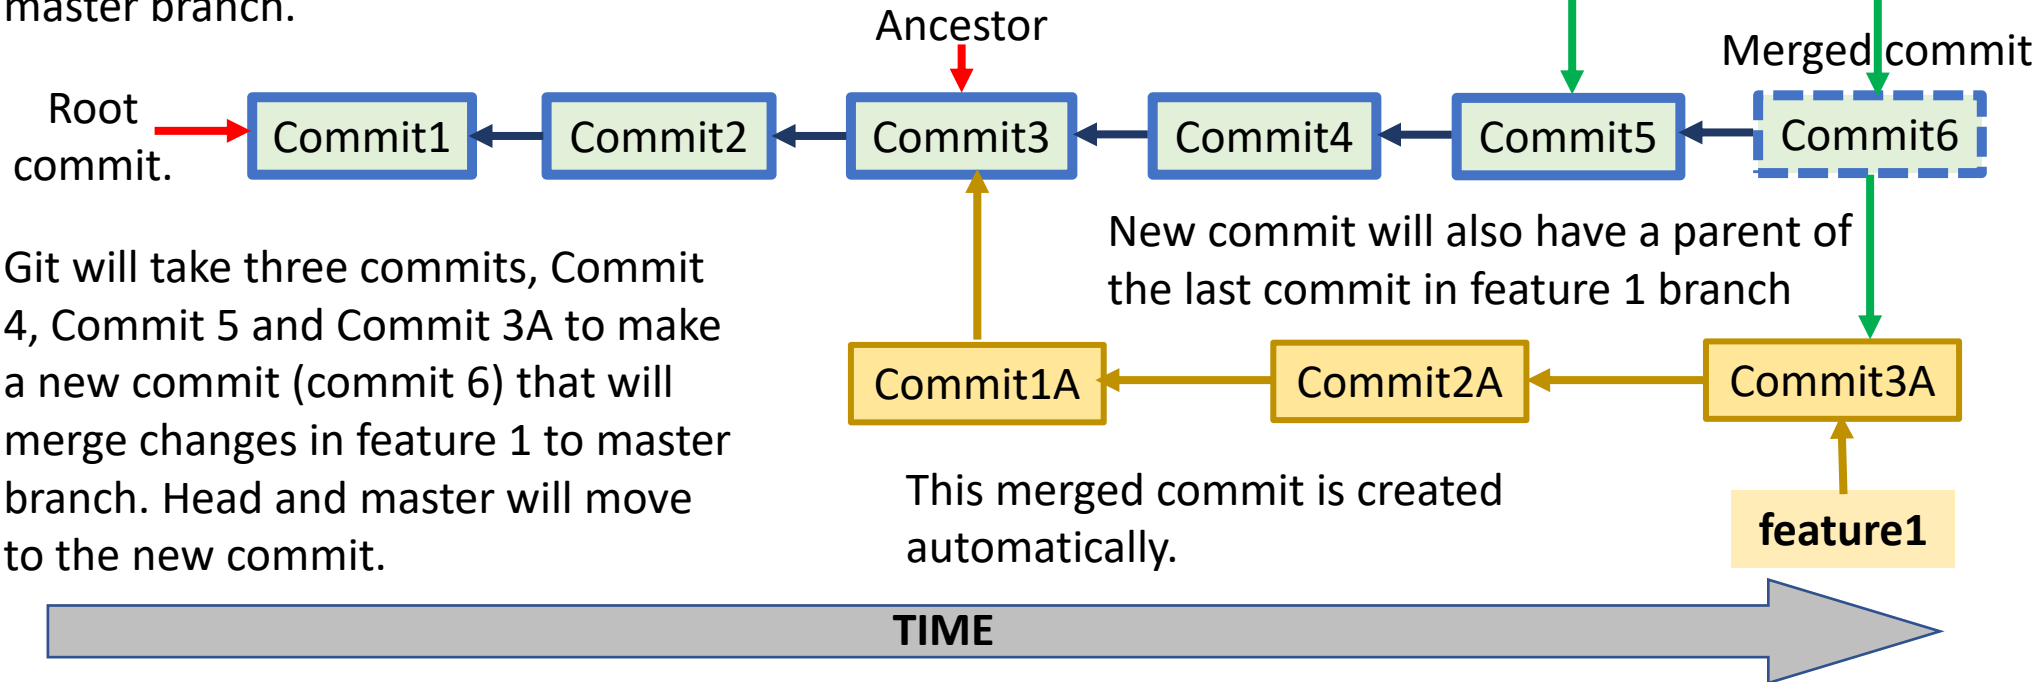 master branch.
Ancestor
Merged commit
Root
commit.
Commit1
Commit2
Commit3
Commit4
Commit5
Commit6
New commit will also have a parent of
the last commit in feature 1 branch
Git will take three commits, Commit
4, Commit 5 and Commit 3A to make
a new commit (commit 6) that will
merge changes in feature 1 to master
branch. Head and master will move
to the new commit.
Commit1A
Commit2A
Commit3A
This merged commit is created
automatically.
feature1
TIME